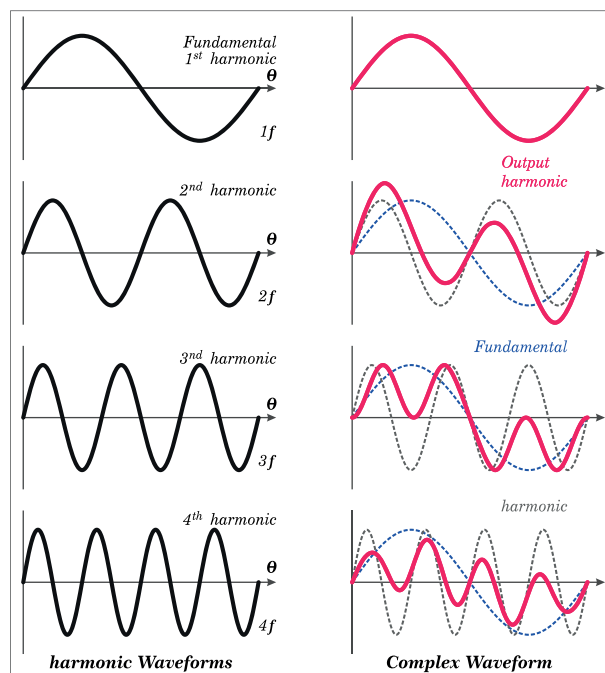 Fundamental
1st harmonic
θ
1f
Output
harmonic
2nd harmonic
θ
2f
3nd harmonic
Fundamental
θ
3f
4th harmonic
harmonic
θ
4f
harmonic Waveforms
Complex Waveform